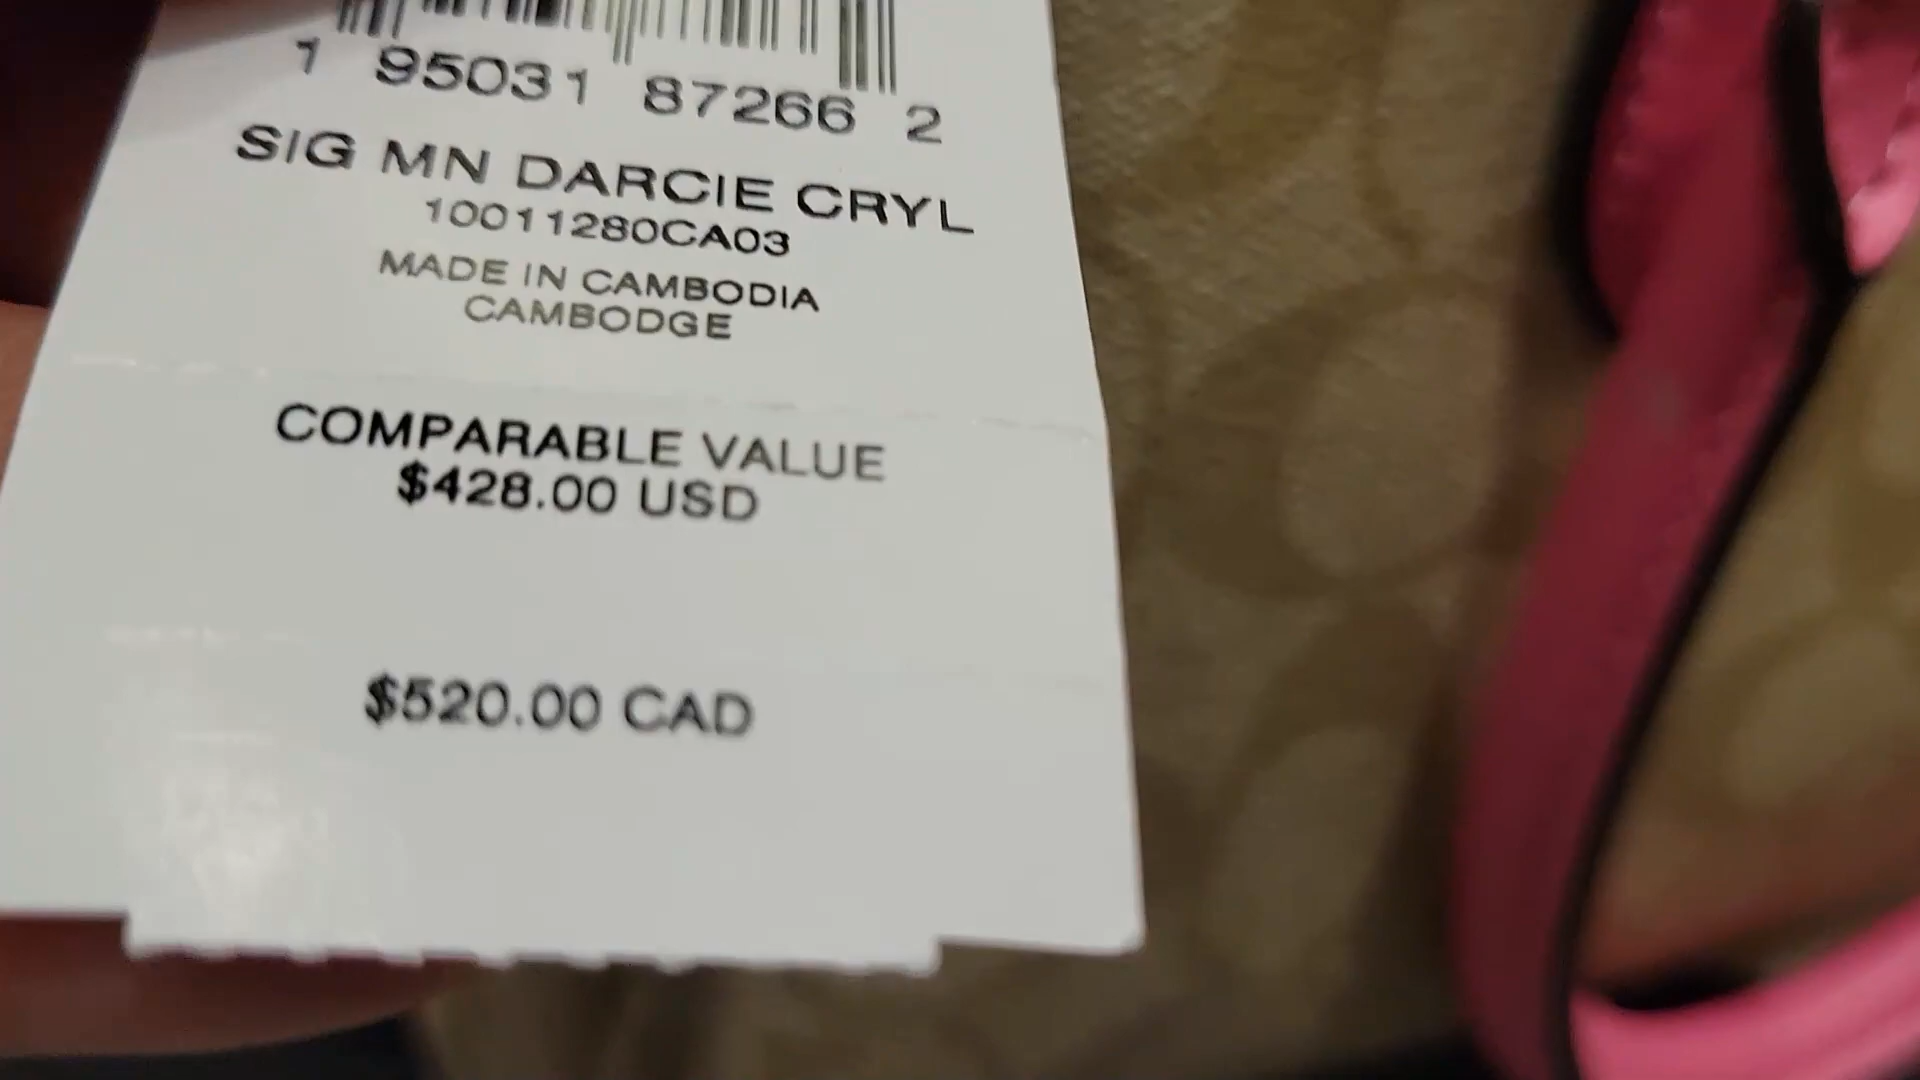 1 95031 87266 2
SIG MN DARCIE CRYL
10011280CA03
MADE IN CAMBODIA
CAMBODGE
COMPARABLE VALUE
$428.00 USD
$520.00 CAD